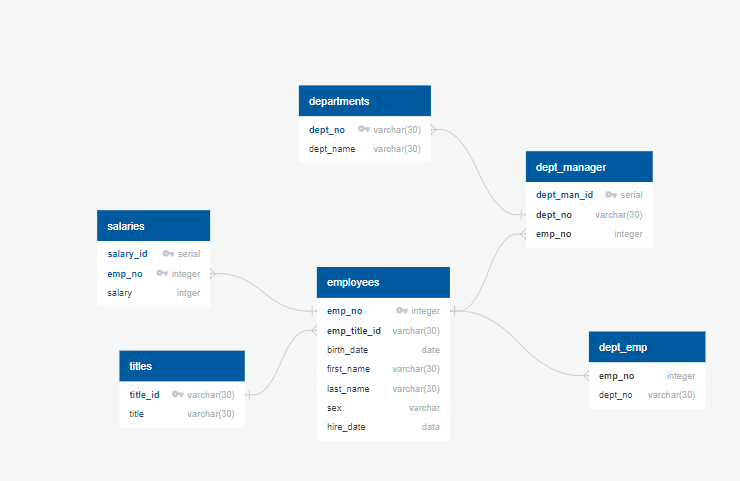 departments
dept_no varchar(30)
dept_name varchar(30)
dept_manager
dept_man_id serial
dept_no varchar(30)
emp_no integer
salaries
salary_id serial
emp_no integer
salary intger
employees
emp_no integer
emp_title_id varchar(30)
birth_date date
first_name varchar(30)
last_name varchar(30)
sex varchar
hire_date data
titles
title_id varchar(30)
title varchar(30)
dept_emp
emp_no integer
dept_no varchar(30)